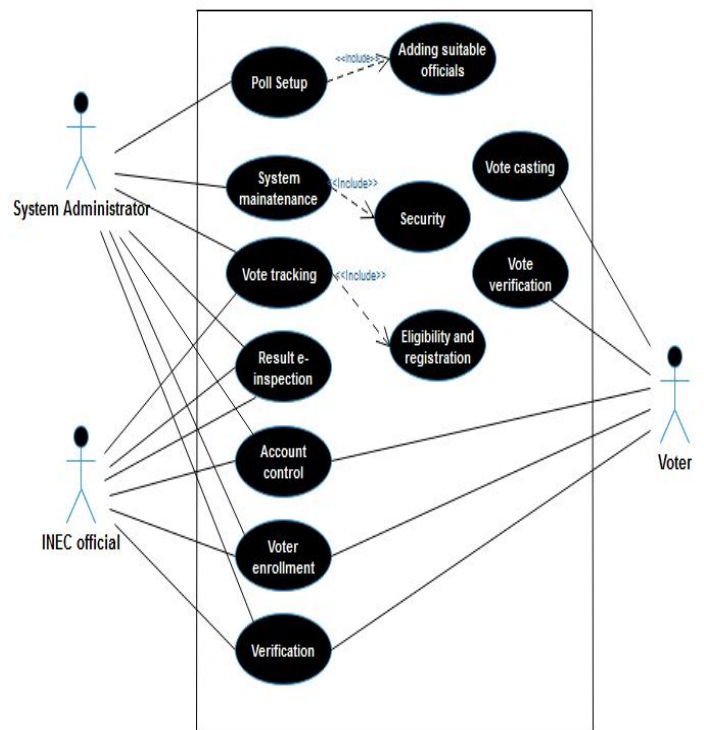 Poll Setup
<<Include>>
Adding suitable
officials
System Administrator
System
mainatenance
<<Include>>
Security
Vote casting
Vote tracking
<<Include>>
Vote
verification
Eligibility and
registration
Result e-
inspection
INEC official
Account
control
Voter
Voter
enrollment
Verification